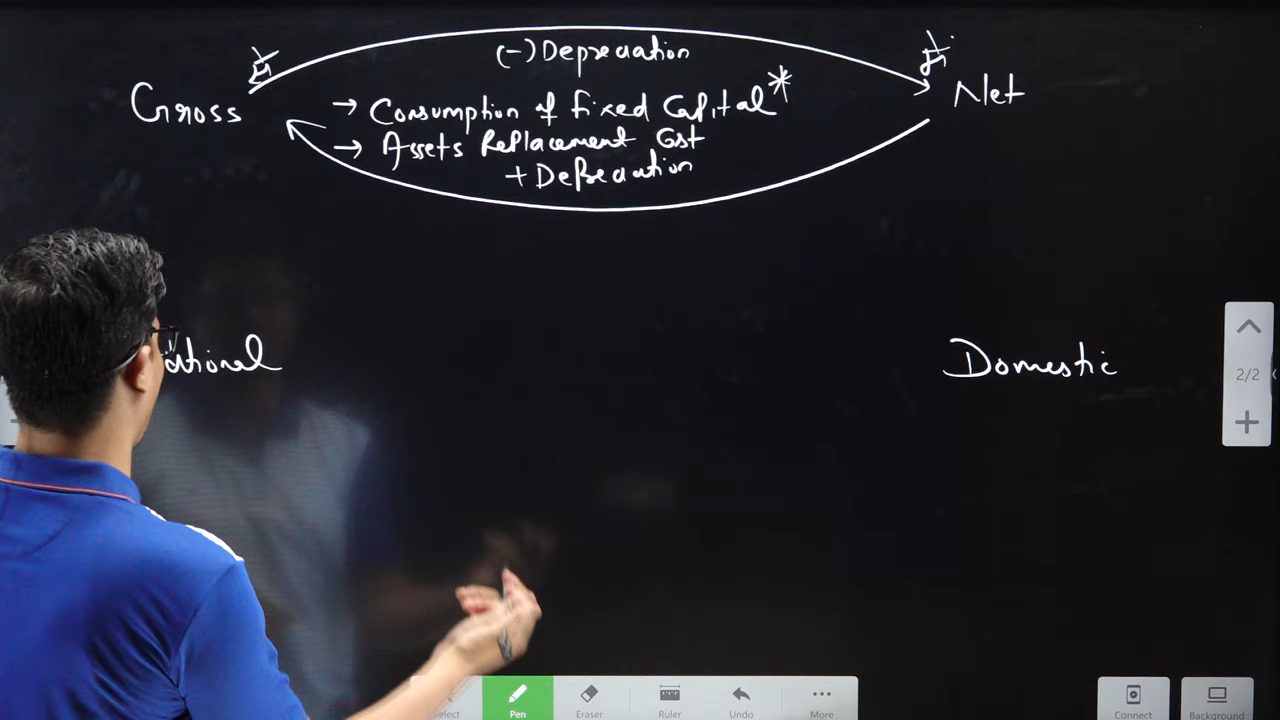 (-) Depreciation
Gross
Net
→ Consumption of Fixed Capital*
→ Assets Replacement Cost
+ Depreciation
ational
Domestic
2/2
Select
Pen
Eraser
Ruler
Undo
More
Connect
Background